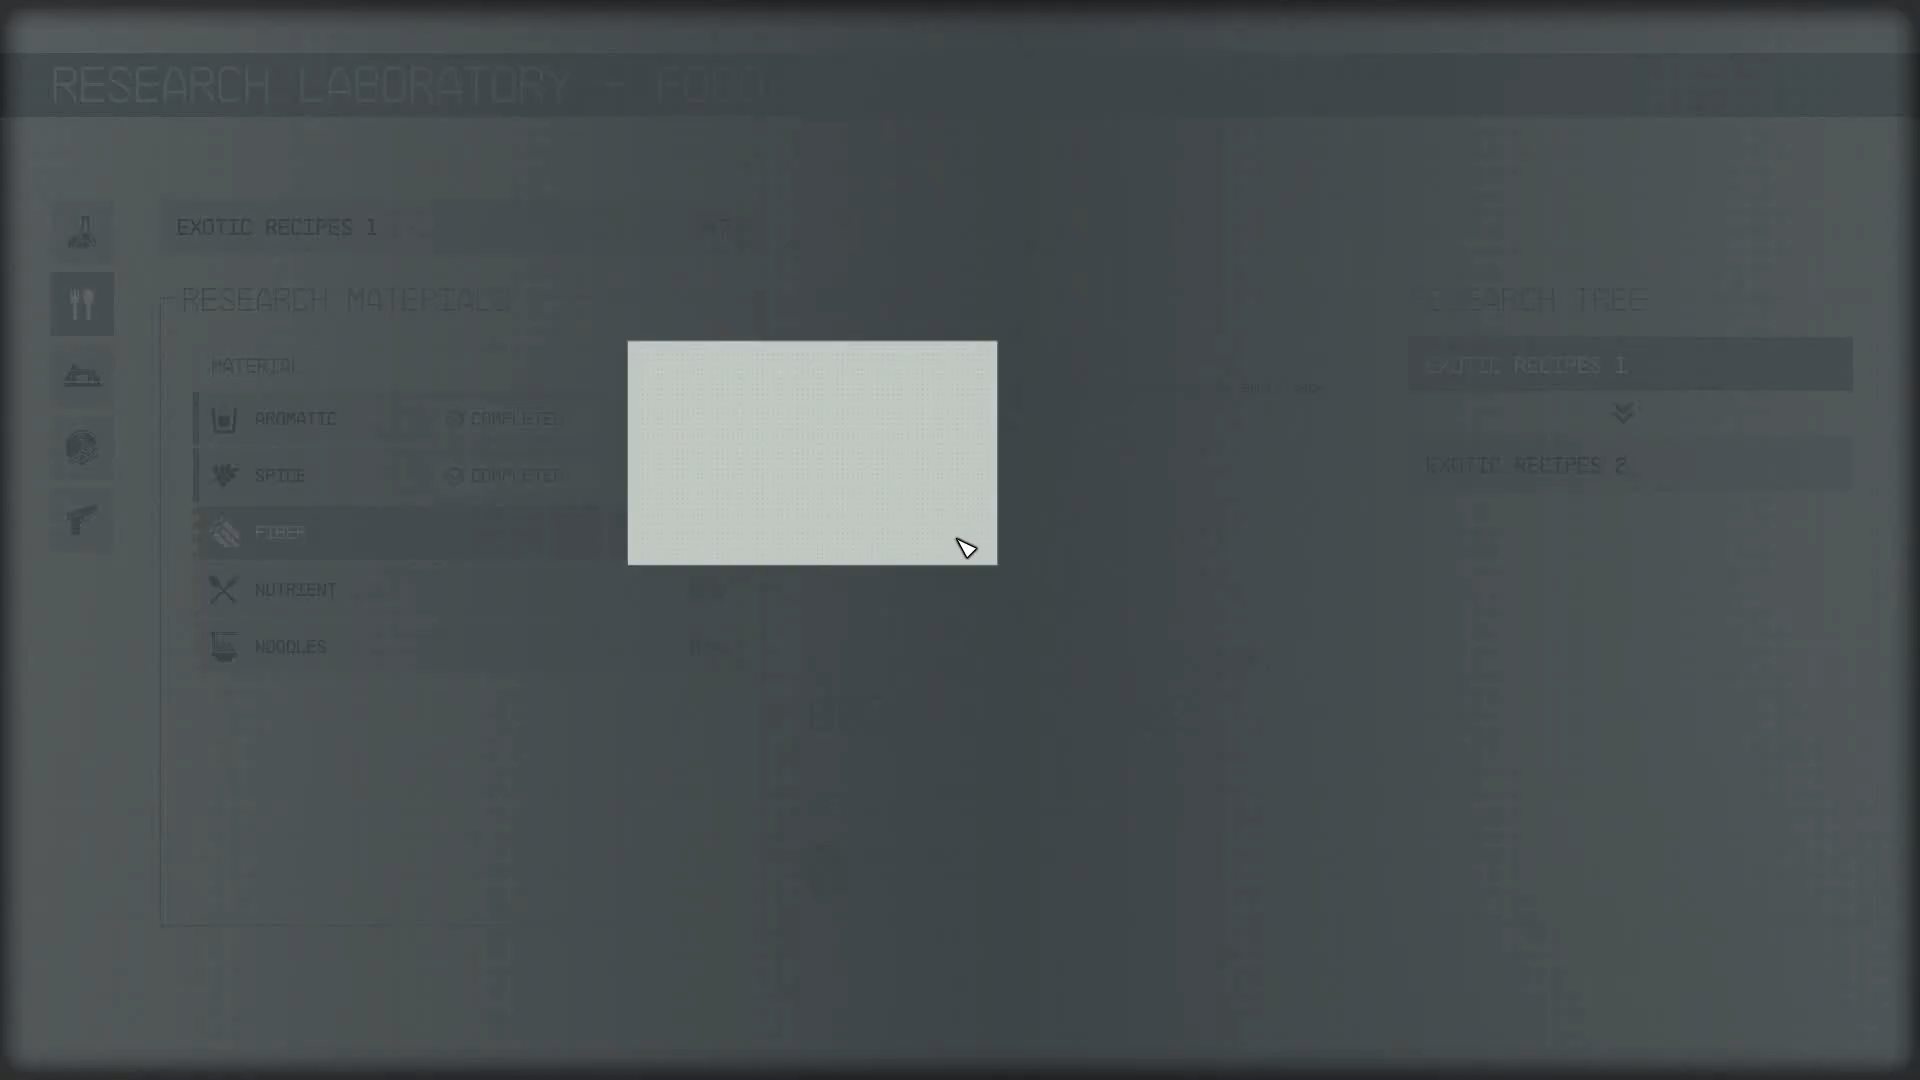 RESEARCH LABORATORY - FOOD
EXOTIC RECIPES 1
RESEARCH MATERIALS
RESEARCH TREE
MATERIAL
EXOTIC RECIPES 1
AROMATIC
COMPLETED
SPICE
COMPLETED
EXOTIC RECIPES 2
FIBER
NUTRIENT
NOODLES